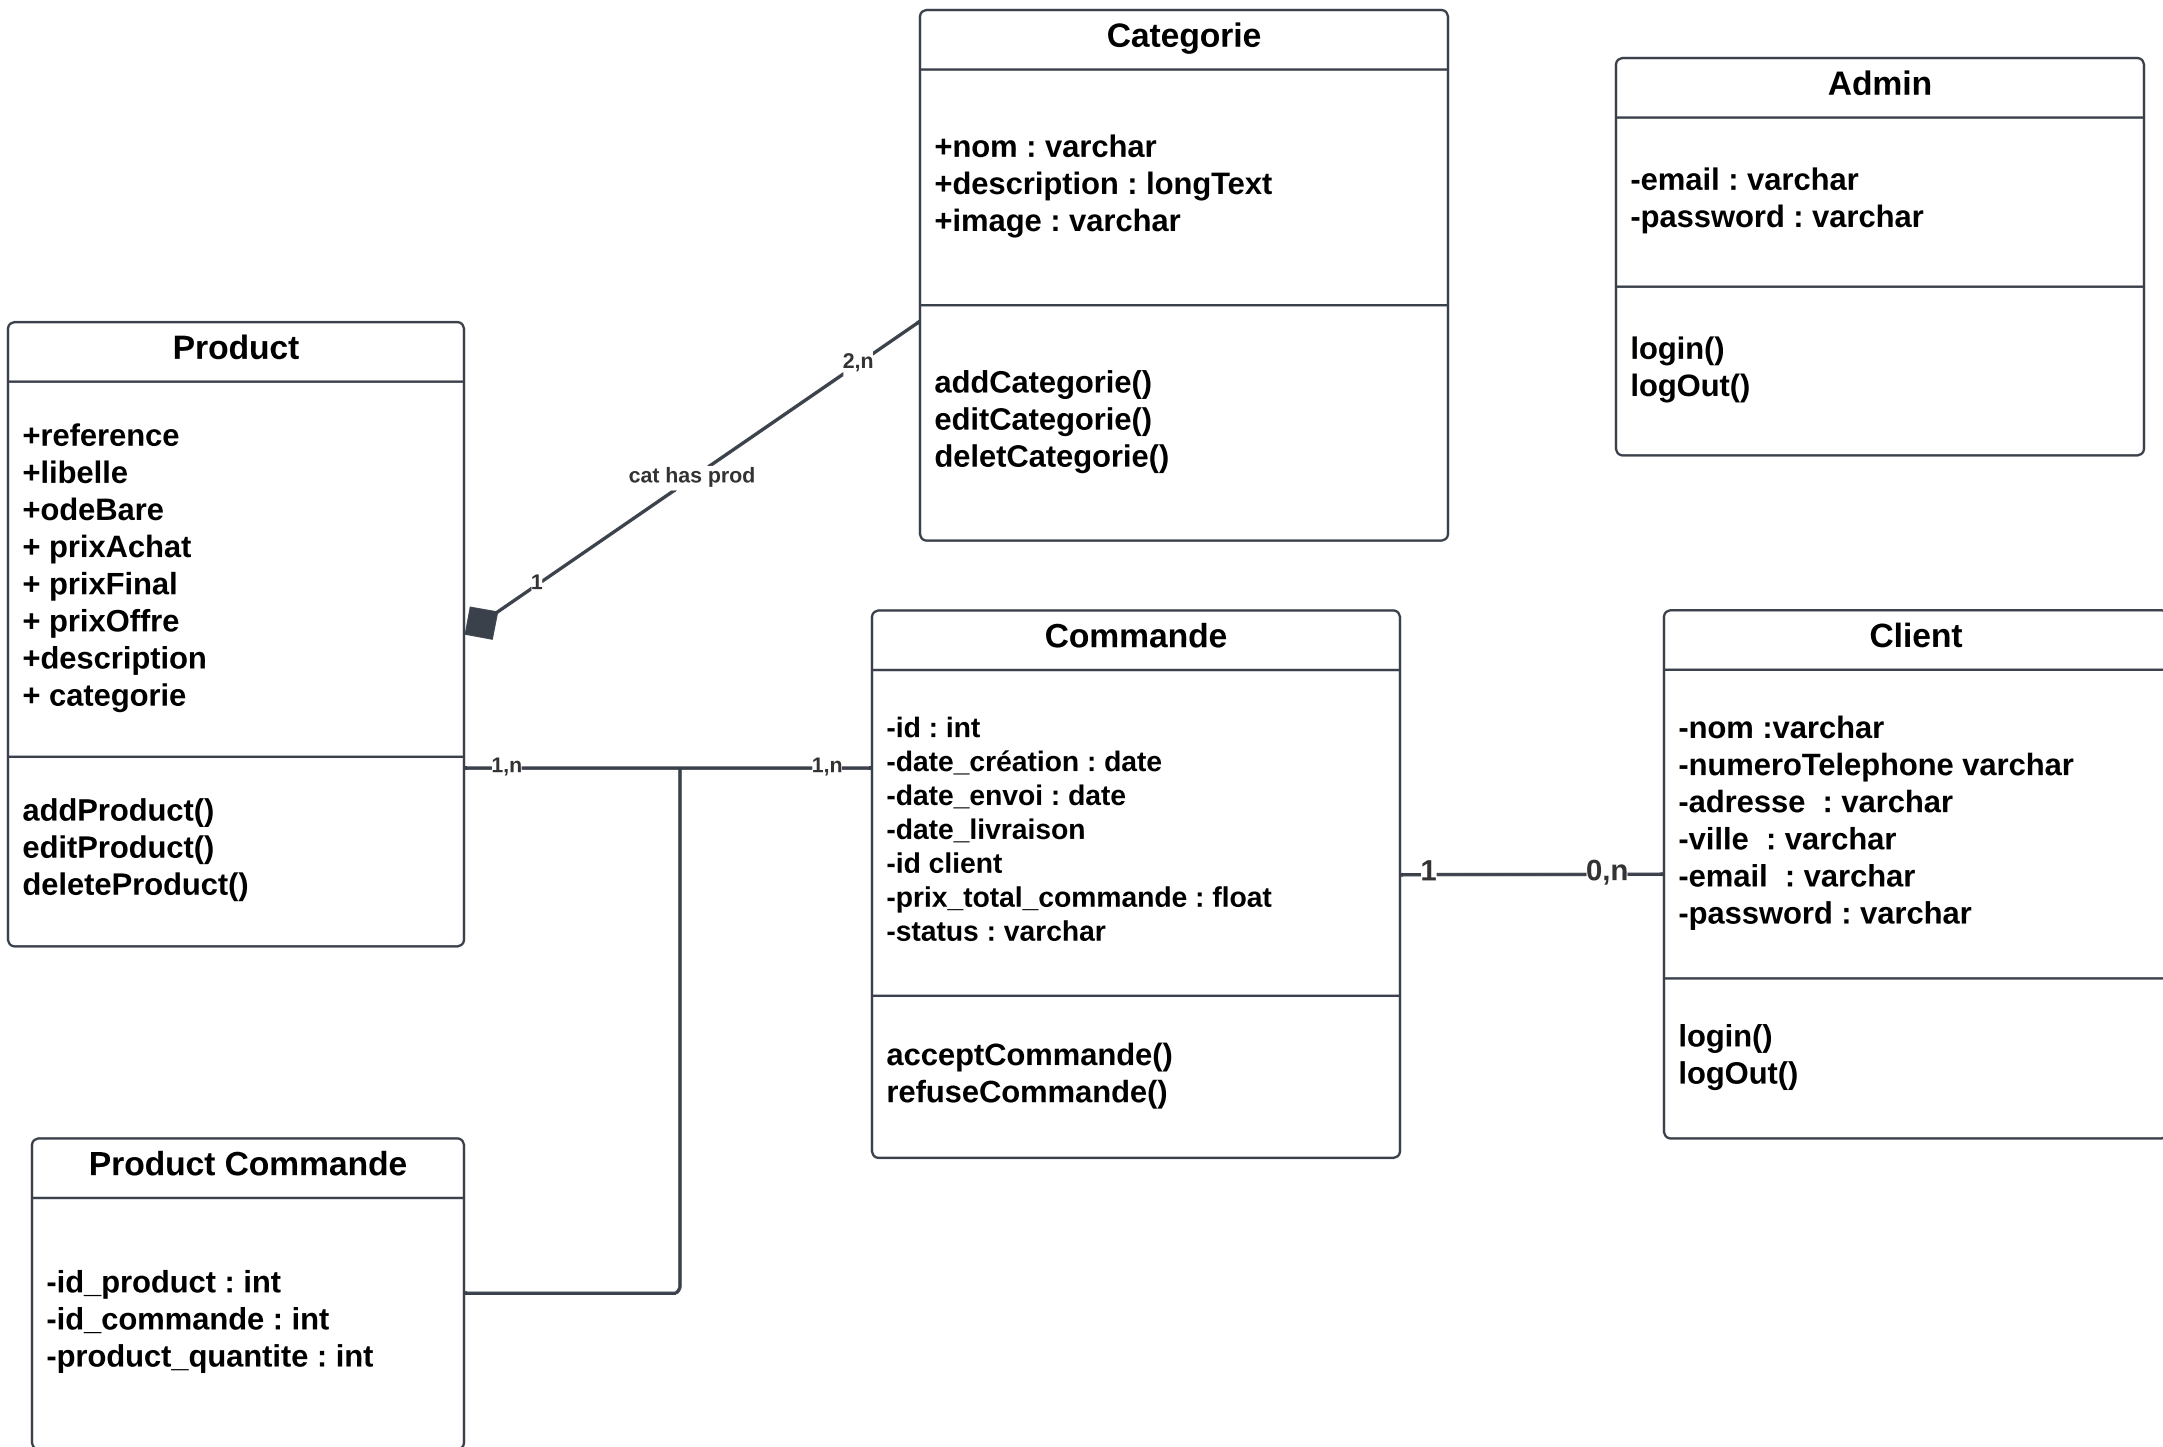 Categorie
+nom : varchar
+description : longText
+image : varchar
addCategorie()
editCategorie()
deletCategorie()
Admin
-email : varchar
-password : varchar
login()
logOut()
Product
+reference
+libelle
+odeBare
+ prixAchat
+ prixFinal
+ prixOffre
+description
+ categorie
addProduct()
editProduct()
deleteProduct()
2,n
cat has prod
1
1,n
1,n
Commande
-id : int
-date_création : date
-date_envoi : date
-date_livraison
-id client
-prix_total_commande : float
-status : varchar
acceptCommande()
refuseCommande()
1
0,n
Client
-nom :varchar
-numeroTelephone varchar
-adresse  : varchar
-ville  : varchar
-email  : varchar
-password : varchar
login()
logOut()
Product Commande
-id_product : int
-id_commande : int
-product_quantite : int